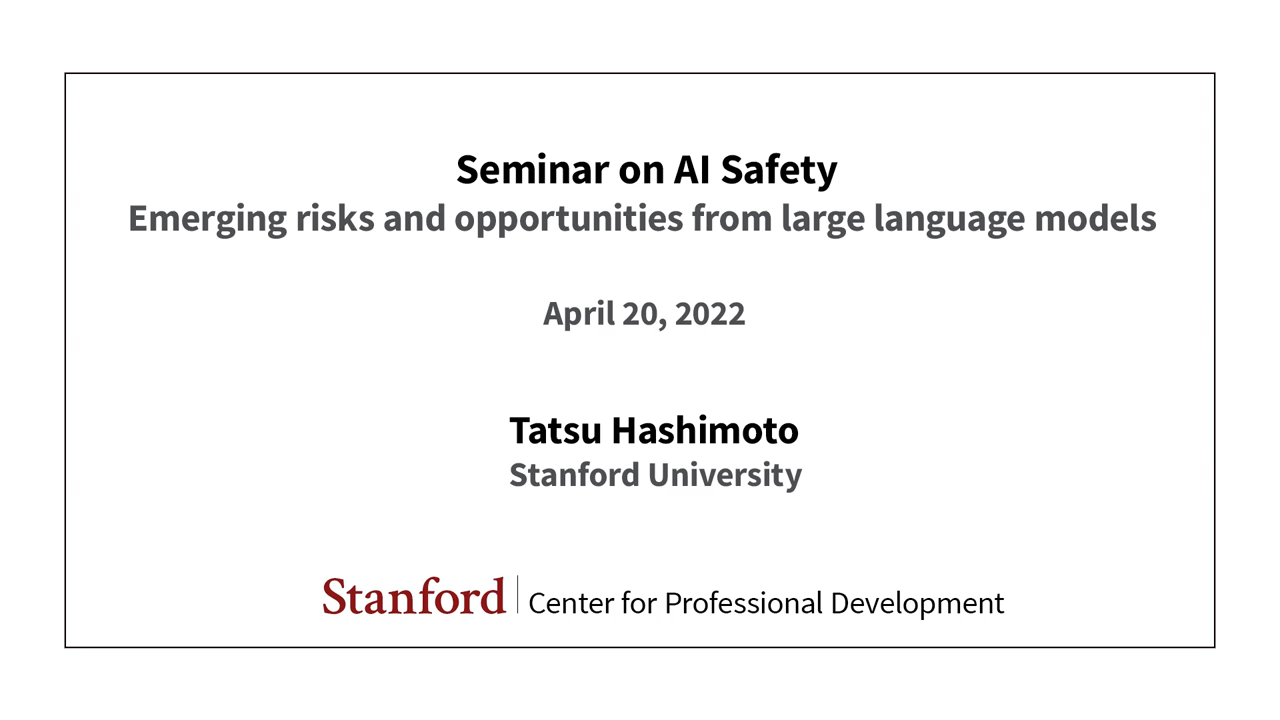 Seminar on AI Safety
Emerging risks and opportunities from large language models
April 20, 2022
Tatsu Hashimoto
Stanford University
Stanford | Center for Professional Development